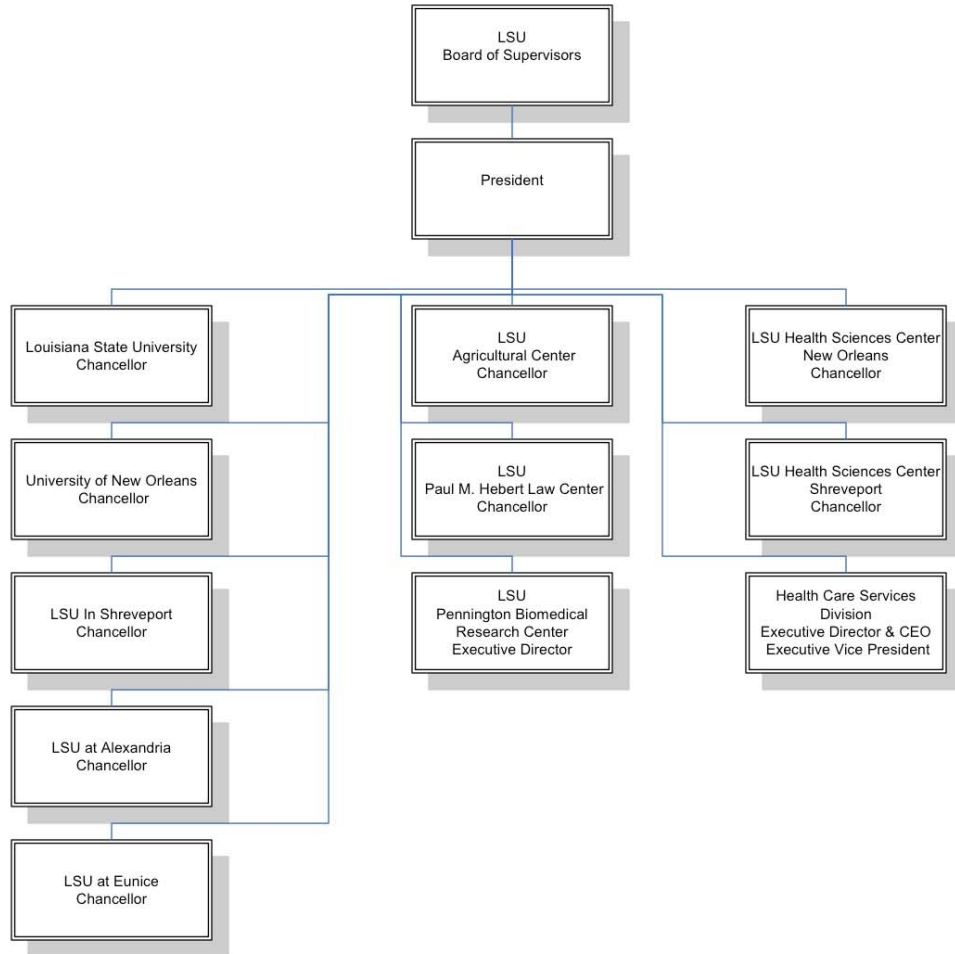 LSU
Board of Supervisors
President
Louisiana State University
Chancellor
LSU
Agricultural Center
Chancellor
LSU Health Sciences Center
New Orleans
Chancellor
University of New Orleans
Chancellor
LSU
Paul M. Hebert Law Center
Chancellor
LSU Health Sciences Center
Shreveport
Chancellor
LSU In Shreveport
Chancellor
LSU
Pennington Biomedical
Research Center
Executive Director
Health Care Services
Division
Executive Director & CEO
Executive Vice President
LSU at Alexandria
Chancellor
LSU at Eunice
Chancellor